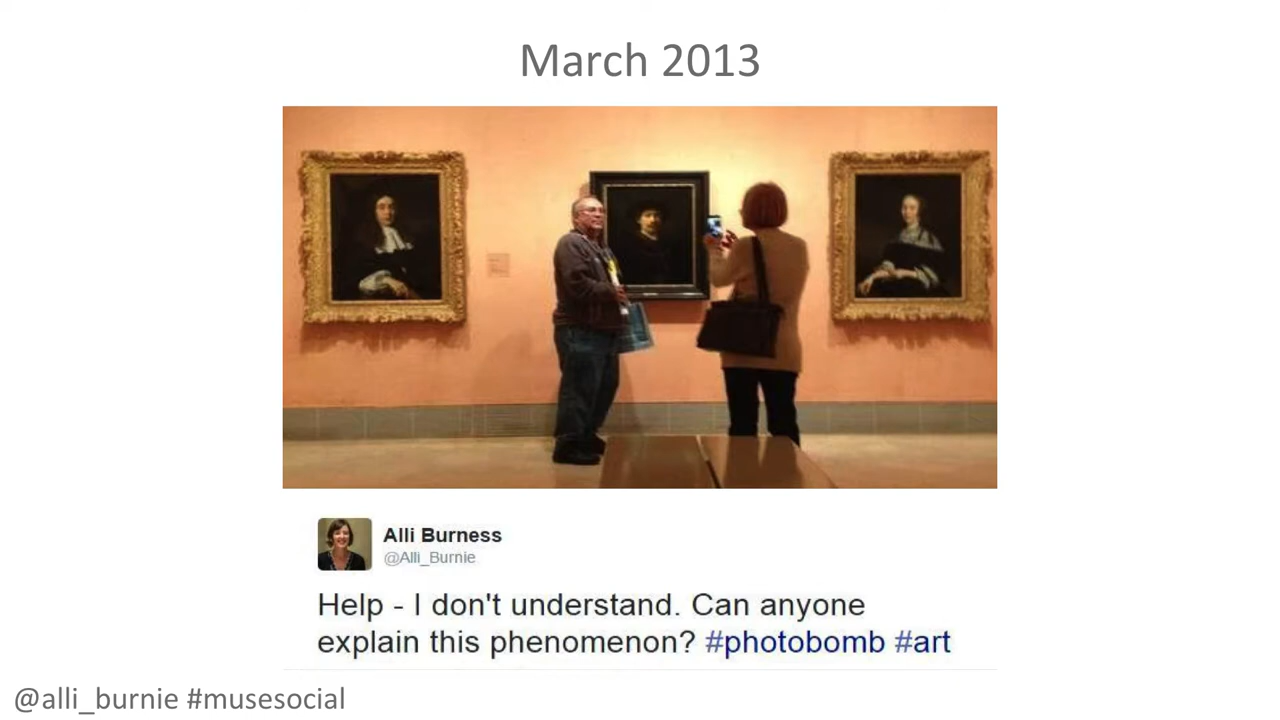 March 2013
Alli Burness
@Alli_Burnie
Help - I don't understand. Can anyone
explain this phenomenon? #photobomb #art
@alli_burnie #musesocial